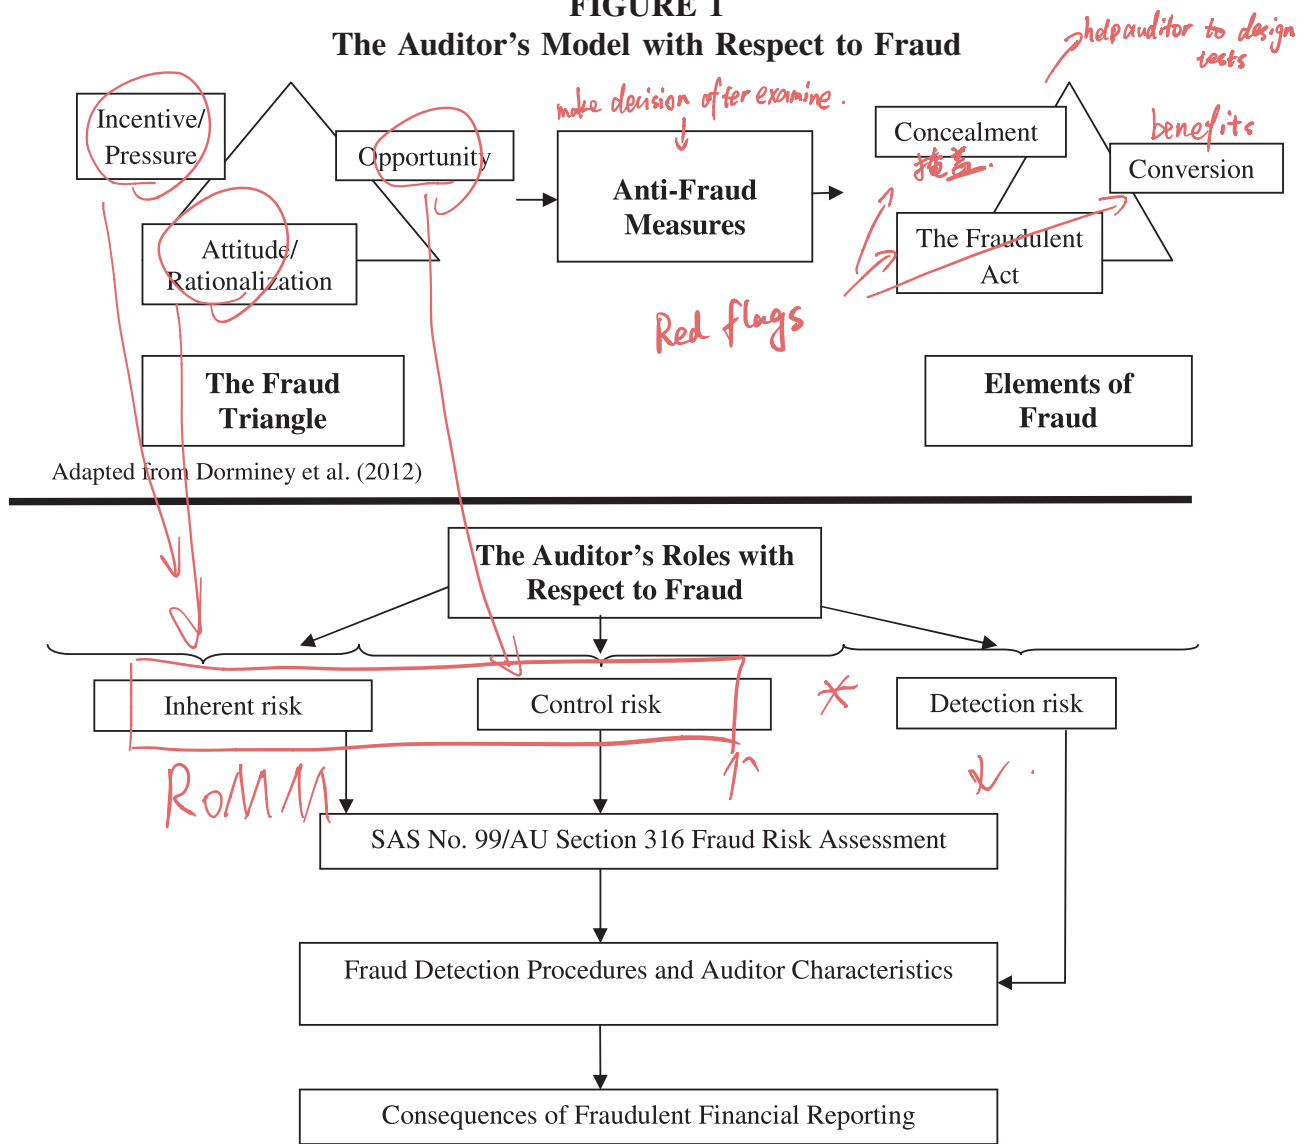 FIGURE 1
The Auditor's Model with Respect to Fraud
help auditor to design
tests
Incentive/
Pressure
Opportunity
Attitude/
Rationalization
make decision after examine.
Anti-Fraud
Measures
Concealment
掩盖.
benefits
Conversion
The Fraudulent
Act
Red flags
The Fraud
Triangle
Elements of
Fraud
Adapted from Dorminey et al. (2012)
The Auditor's Roles with
Respect to Fraud
Inherent risk
Control risk
Detection risk
RoMM
SAS No. 99/AU Section 316 Fraud Risk Assessment
Fraud Detection Procedures and Auditor Characteristics
Consequences of Fraudulent Financial Reporting